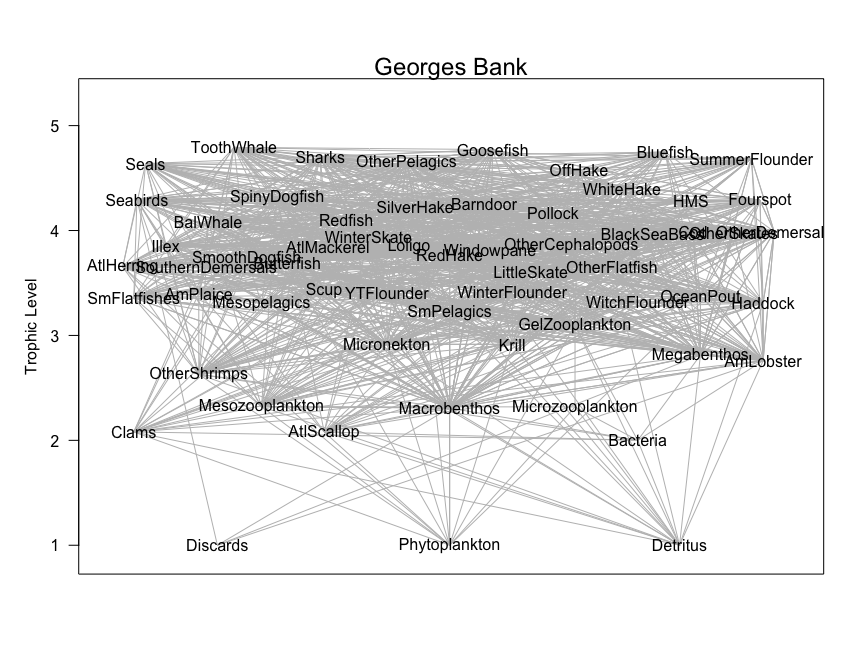 Georges Bank
Trophic Level
5
4
3
2
1
ToothWhale
Goosefish
Bluefish
Sharks
SummerFlounder
OtherPelagics
Seals
OffHake
WhiteHake
SpinyDogfish
Fourspot
HMS
Seabirds
Barndoor
SilverHake
Pollock
Redfish
BalWhale
OtherSkates
OtherDemersal
Cod
BlackSeaBass
WinterSkate
OtherCephalopods
Illex
AtlMackerel
Loligo
Windowpane
RedHake
SmoothDogfish
Butterfish
AtlHerring
SouthernDemersals
OtherFlatfish
LittleSkate
Scup
YTFlounder
WinterFlounder
AmPlaice
OceanPout
SmFlatfishes
Mesopelagics
WitchFlounder
Haddock
SmPelagics
GelZooplankton
Micronekton
Krill
Megabenthos
AmLobster
OtherShrimps
Mesozooplankton
Macrobenthos
Microzooplankton
Clams
AtlScallop
Bacteria
Discards
Phytoplankton
Detritus